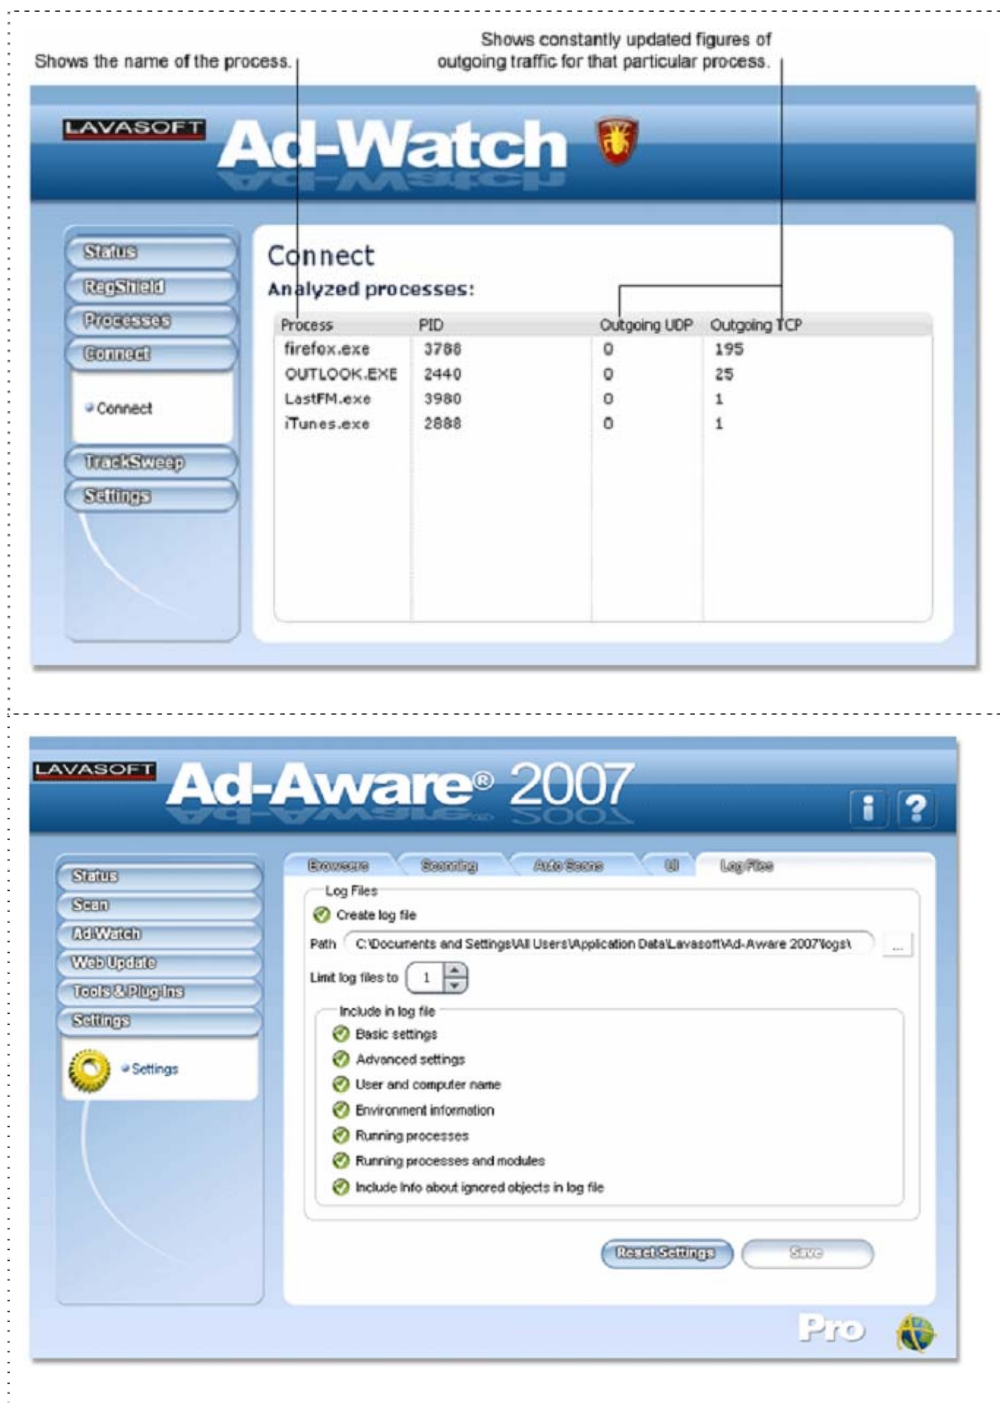 Shows the name of the process.
Shows constantly updated figures of
outgoing traffic for that particular process.
LAVASOFT
Ad-Watch
Status
RegShield
Processes
Connect
Connect
TrackSweep
Settings
Connect
Analyzed processes:
Process PID Outgoing UDP Outgoing TCP
firefox.exe 3788 0 195
OUTLOOK.EXE 2440 0 25
LastFM.exe 3980 0 1
iTunes.exe 2888 0 1
LAVASOFT
Ad-Aware® 2007
i ?
Status
Scan
Ad-Watch
Web Update
Tools & Plug-Ins
Settings
Settings
Browsers Scanning Auto Scans UI Log Files
Log Files
Create log file
Path C:\Documents and Settings\All Users\Application Data\Lavasoft\Ad-Aware 2007\logs\ ...
Limit log files to 1
Include in log file
Basic settings
Advanced settings
User and computer name
Environment information
Running processes
Running processes and modules
Include Info about ignored objects in log file
Reset Settings Save
Pro